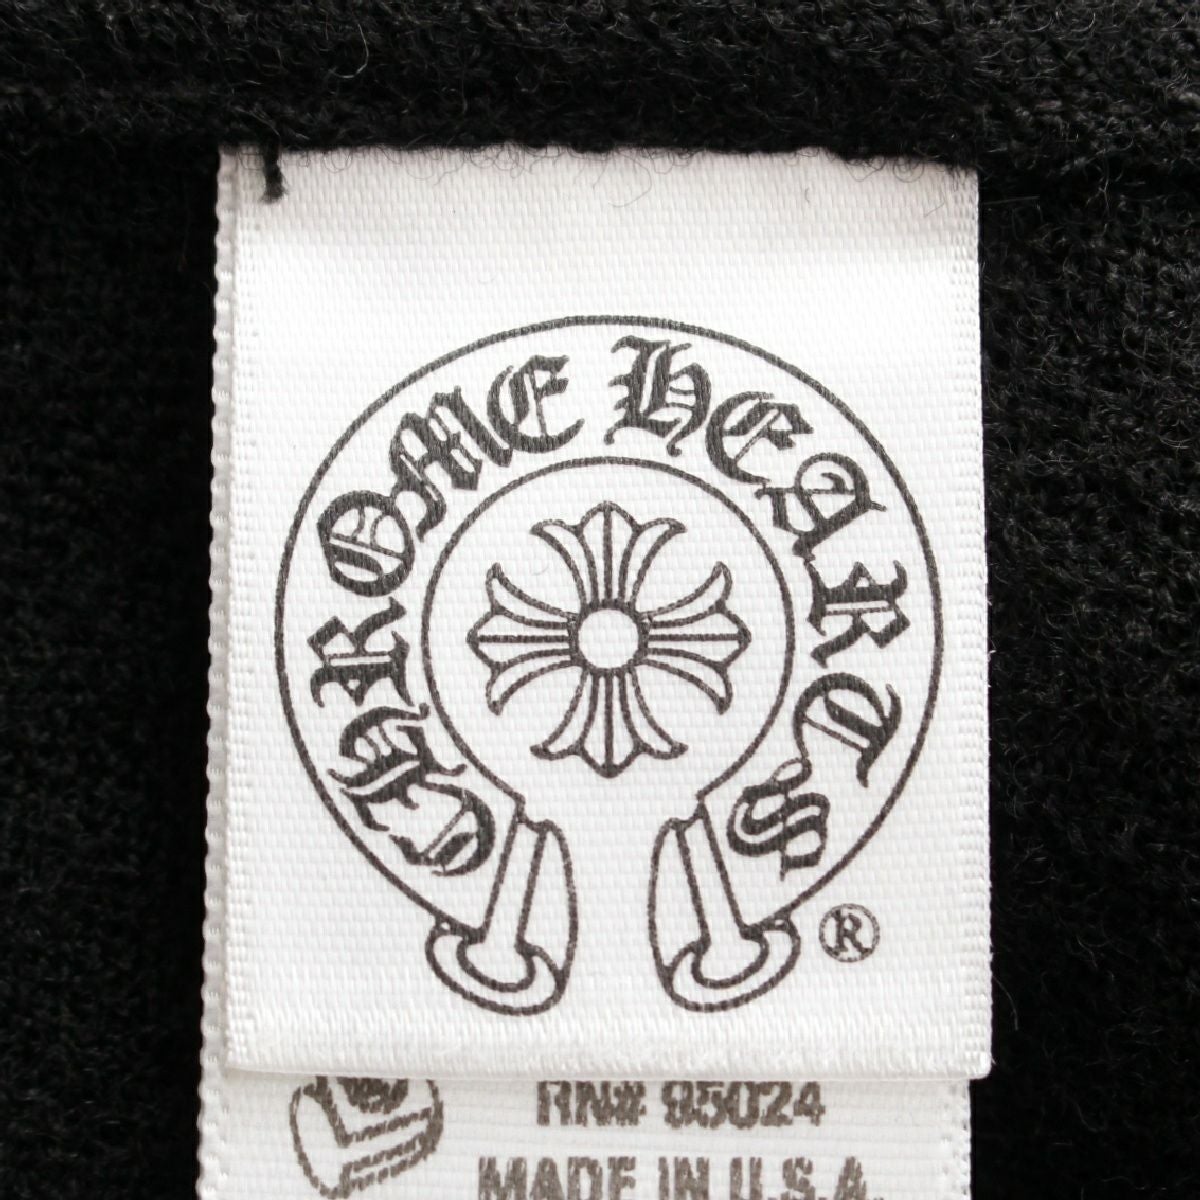 CHROME HEARTS
®
RN# 95024
MADE IN U.S.A.